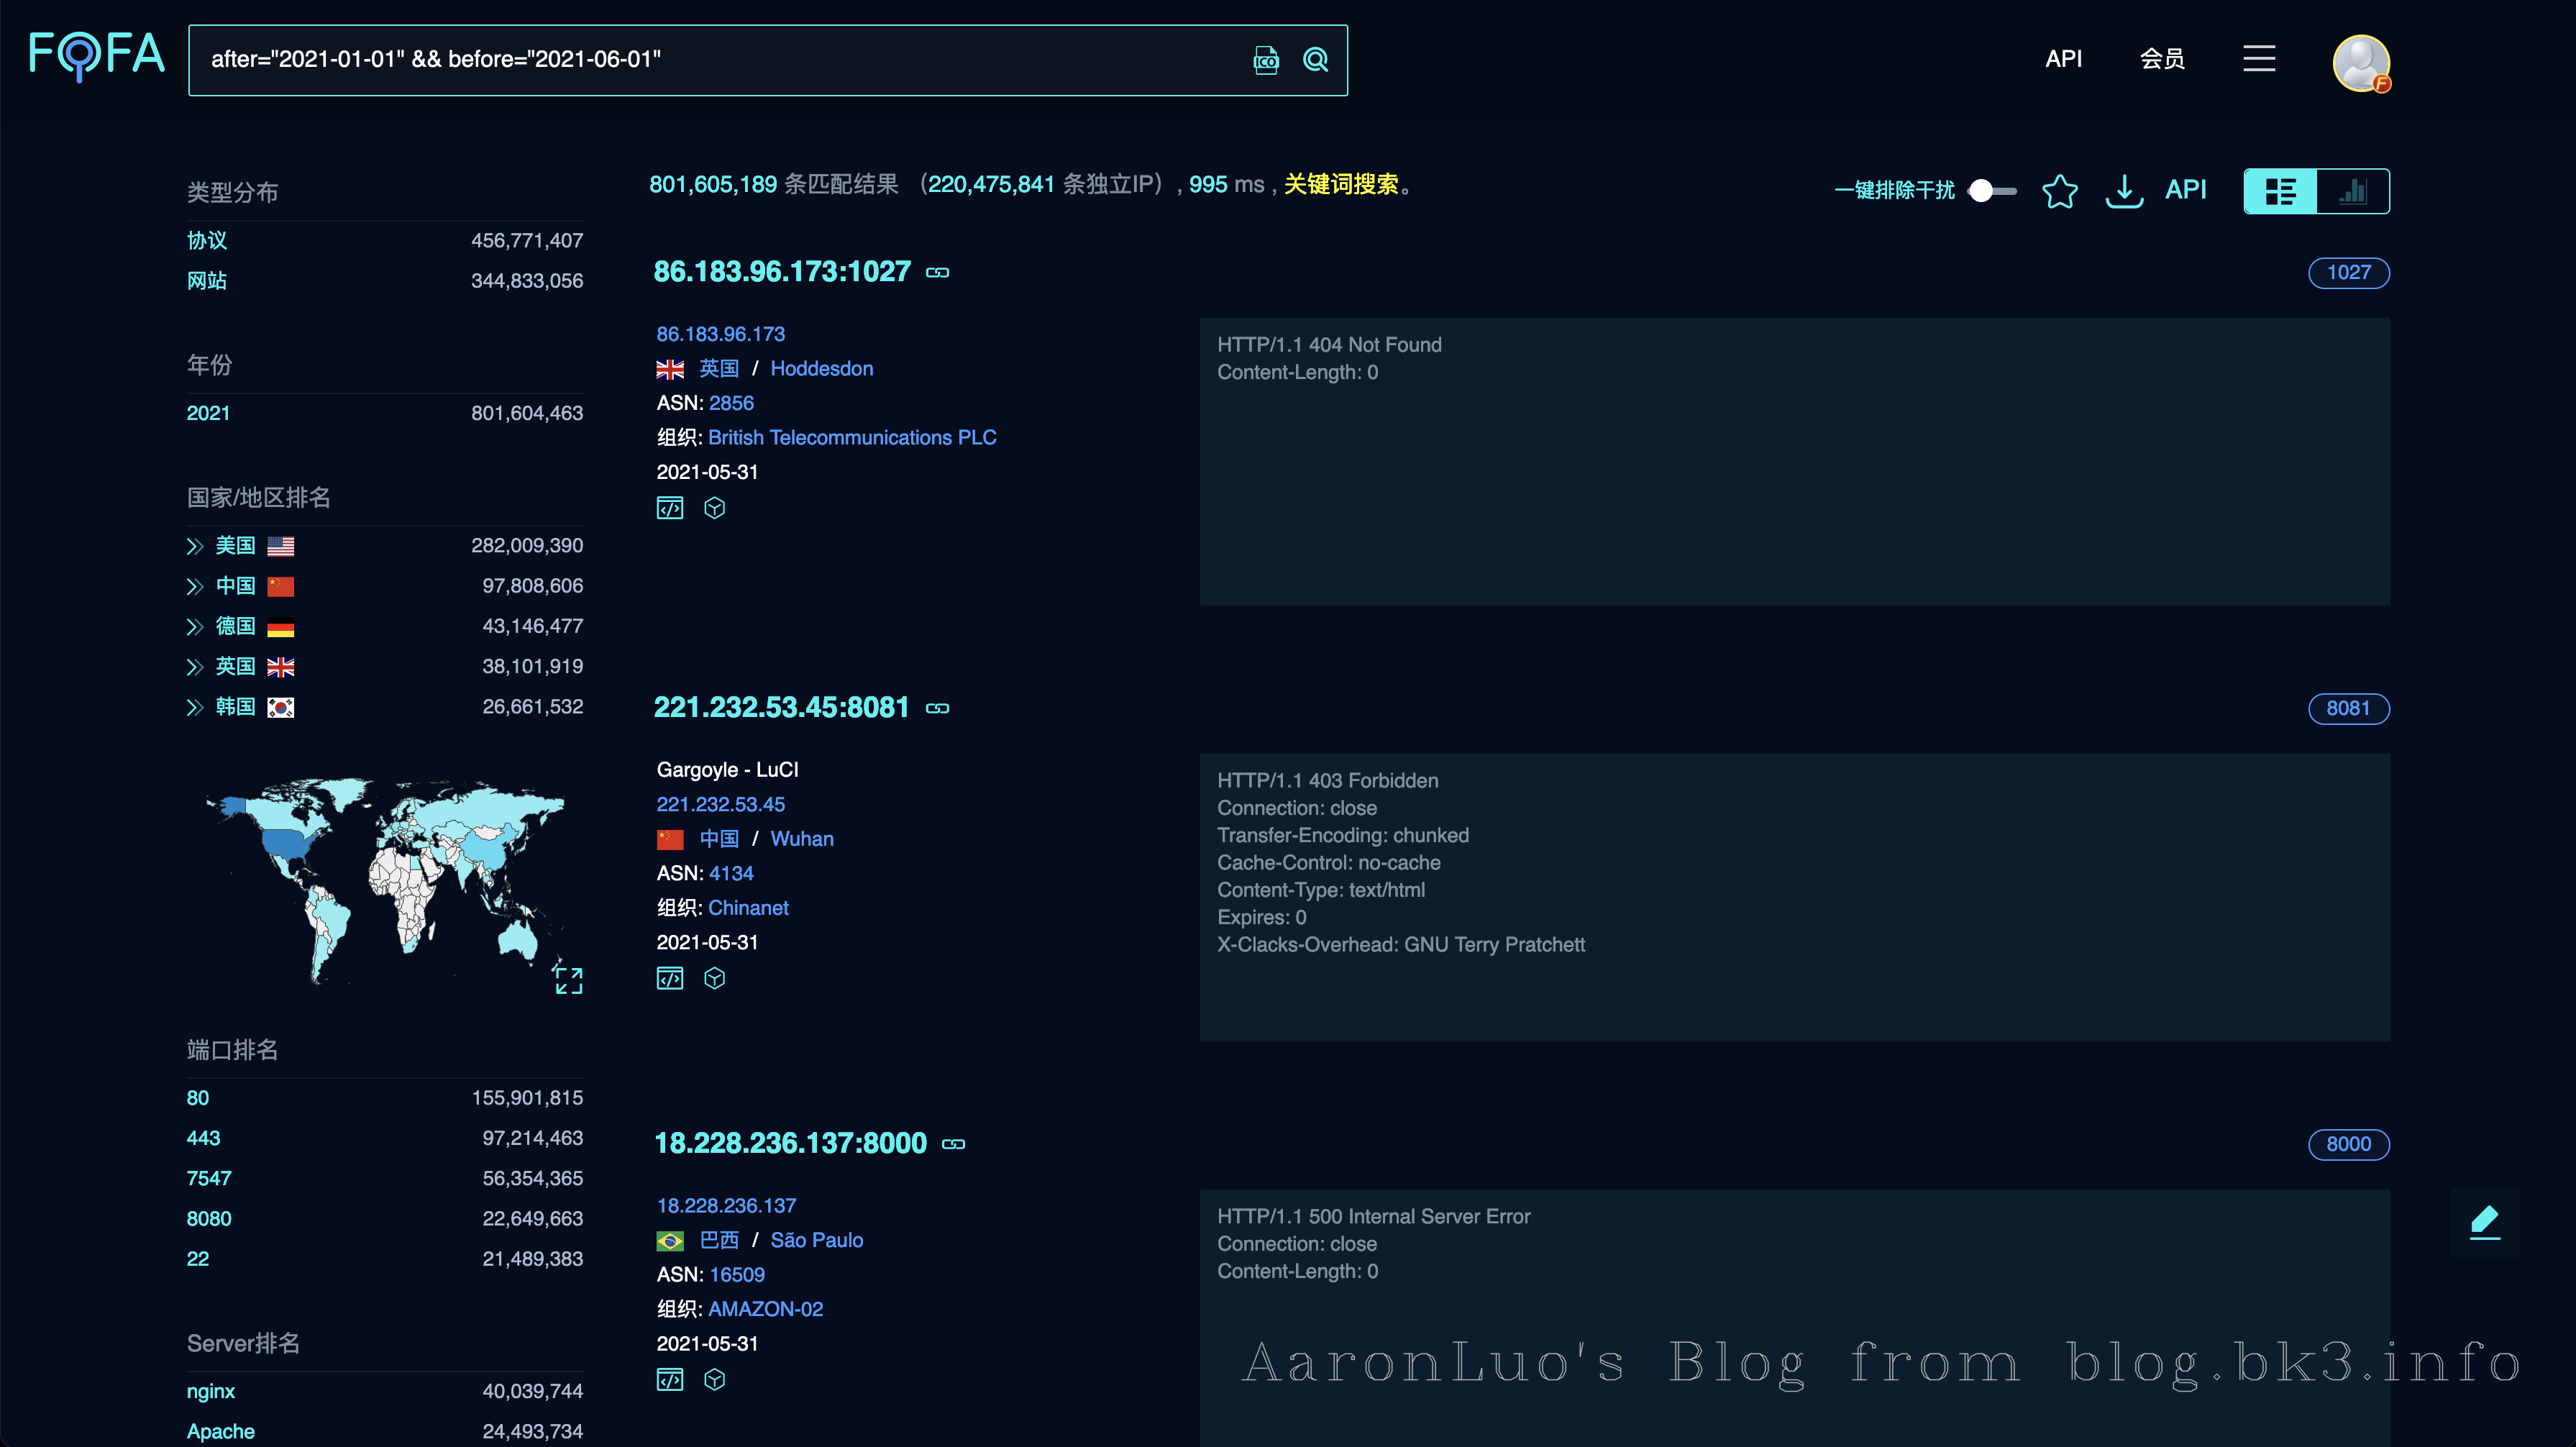 FOFA
after="2021-01-01" && before="2021-06-01"
ICO
API
会员
F
类型分布
协议 456,771,407
网站 344,833,056
年份
2021 801,604,463
国家/地区排名
美国 282,009,390
中国 97,808,606
德国 43,146,477
英国 38,101,919
韩国 26,661,532
端口排名
80 155,901,815
443 97,214,463
7547 56,354,365
8080 22,649,663
22 21,489,383
Server排名
nginx 40,039,744
Apache 24,493,734
801,605,189 条匹配结果 （220,475,841 条独立IP）, 995 ms , 关键词搜索。
一键排除干扰
API
86.183.96.173:1027
1027
86.183.96.173
英国 / Hoddesdon
ASN: 2856
组织: British Telecommunications PLC
2021-05-31
HTTP/1.1 404 Not Found
Content-Length: 0
221.232.53.45:8081
8081
Gargoyle - LuCI
221.232.53.45
中国 / Wuhan
ASN: 4134
组织: Chinanet
2021-05-31
HTTP/1.1 403 Forbidden
Connection: close
Transfer-Encoding: chunked
Cache-Control: no-cache
Content-Type: text/html
Expires: 0
X-Clacks-Overhead: GNU Terry Pratchett
18.228.236.137:8000
8000
18.228.236.137
巴西 / São Paulo
ASN: 16509
组织: AMAZON-02
2021-05-31
HTTP/1.1 500 Internal Server Error
Connection: close
Content-Length: 0
AaronLuo's Blog from blog.bk3.info